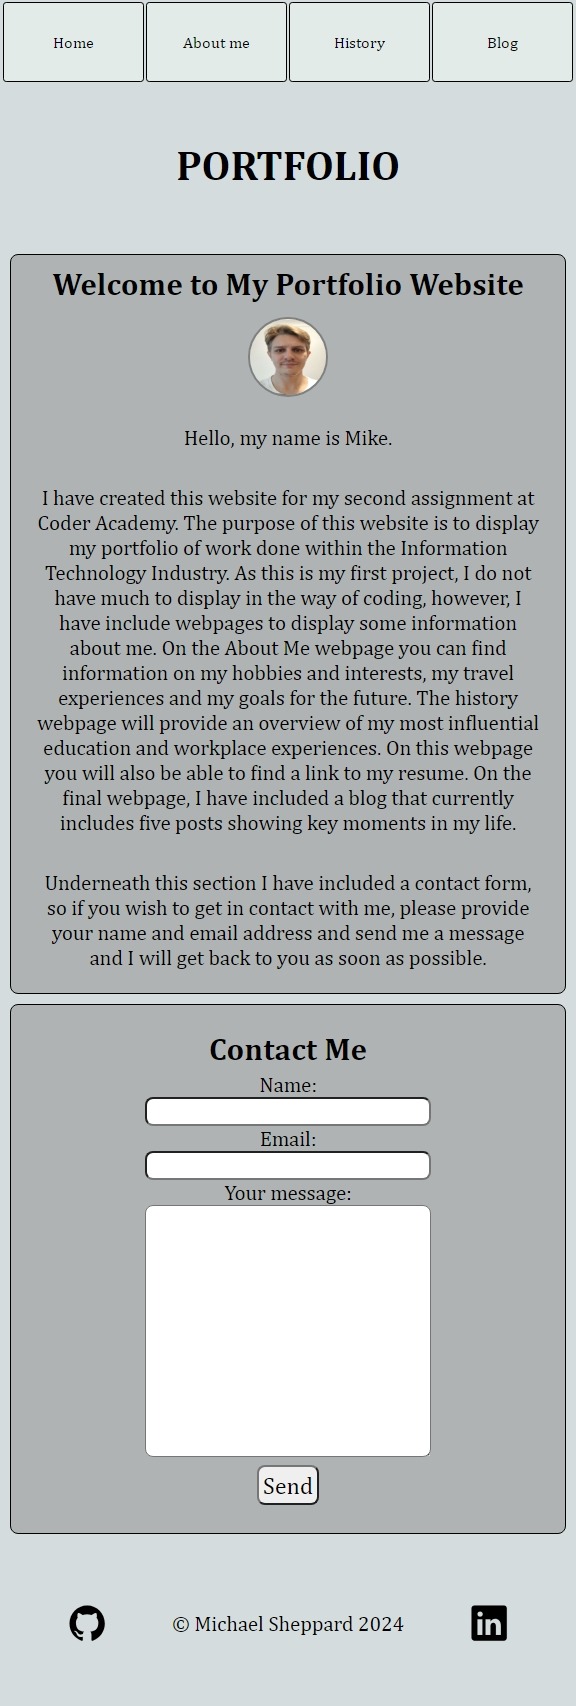 Home
About me
History
Blog
PORTFOLIO
Welcome to My Portfolio Website
Hello, my name is Mike.
I have created this website for my second assignment at
Coder Academy. The purpose of this website is to display
my portfolio of work done within the Information
Technology Industry. As this is my first project, I do not
have much to display in the way of coding, however, I
have include webpages to display some information
about me. On the About Me webpage you can find
information on my hobbies and interests, my travel
experiences and my goals for the future. The history
webpage will provide an overview of my most influential
education and workplace experiences. On this webpage
you will also be able to find a link to my resume. On the
final webpage, I have included a blog that currently
includes five posts showing key moments in my life.
Underneath this section I have included a contact form,
so if you wish to get in contact with me, please provide
your name and email address and send me a message
and I will get back to you as soon as possible.
Contact Me
Name:
Email:
Your message:
Send
© Michael Sheppard 2024
in